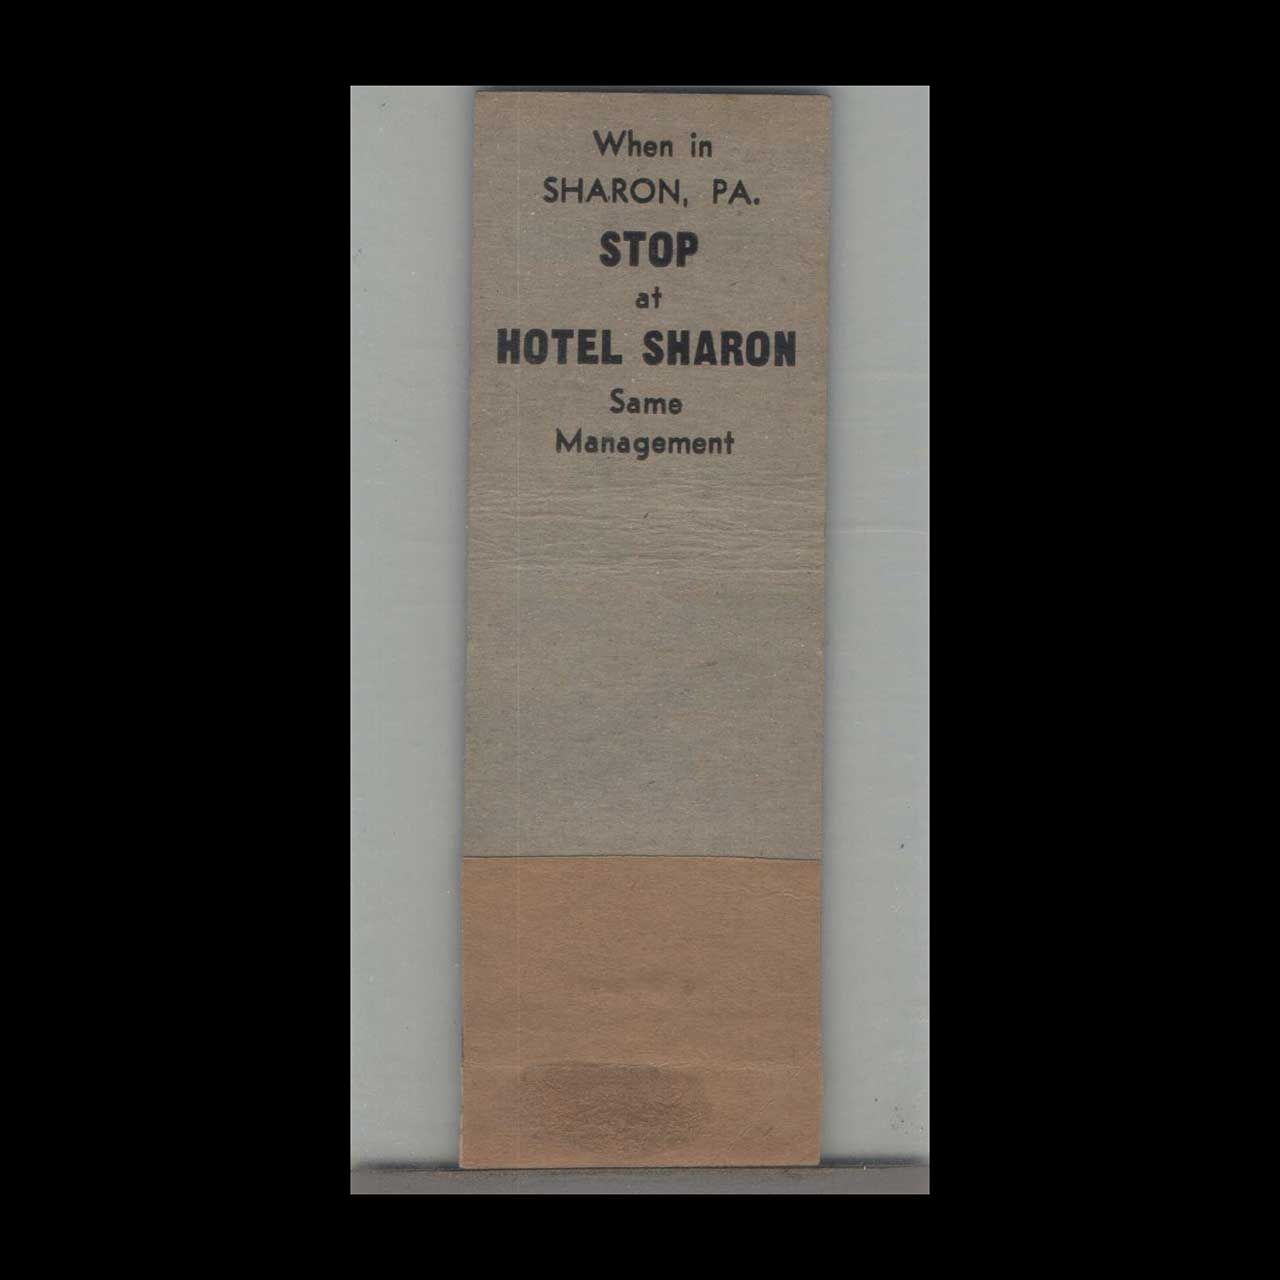 When in
SHARON, PA.
STOP
at
HOTEL SHARON
Same
Management